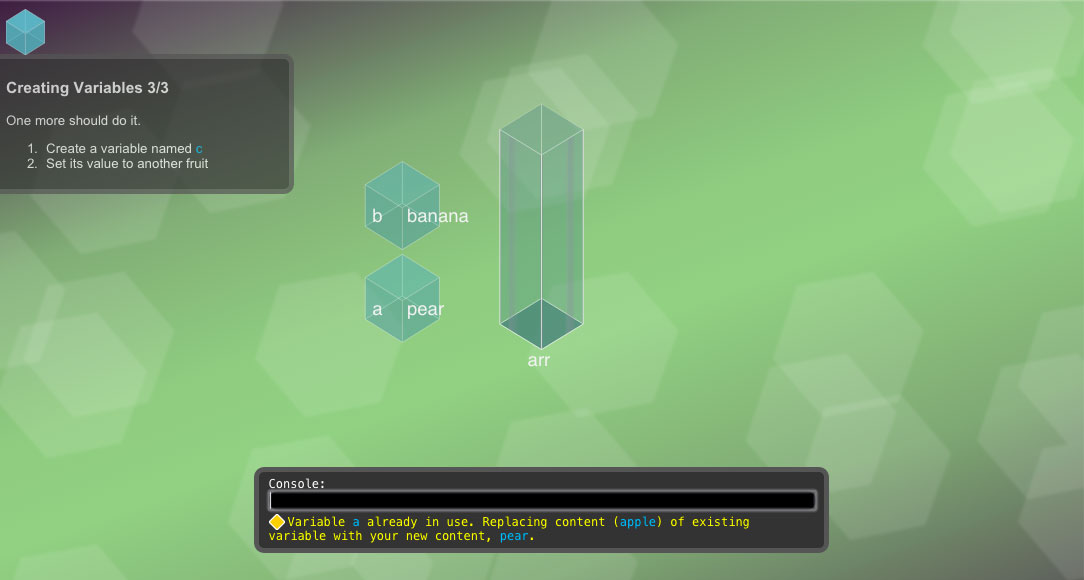 Creating Variables 3/3
One more should do it.
1. Create a variable named c
2. Set its value to another fruit
b banana
a pear
arr
Console:
Variable a already in use. Replacing content (apple) of existing
variable with your new content, pear.